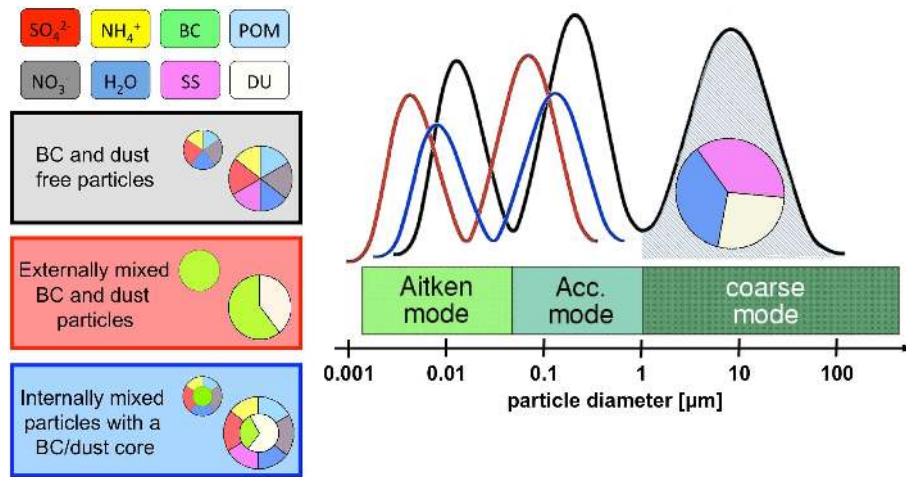 SO₄²⁻ NH₄⁺ BC POM
NO₃⁻ H₂O SS DU
BC and dust
free particles
Externally mixed
BC and dust
particles
Internally mixed
particles with a
BC/dust core
Aitken
mode
Acc.
mode
coarse
mode
0.001 0.01 0.1 1 10 100
particle diameter [µm]